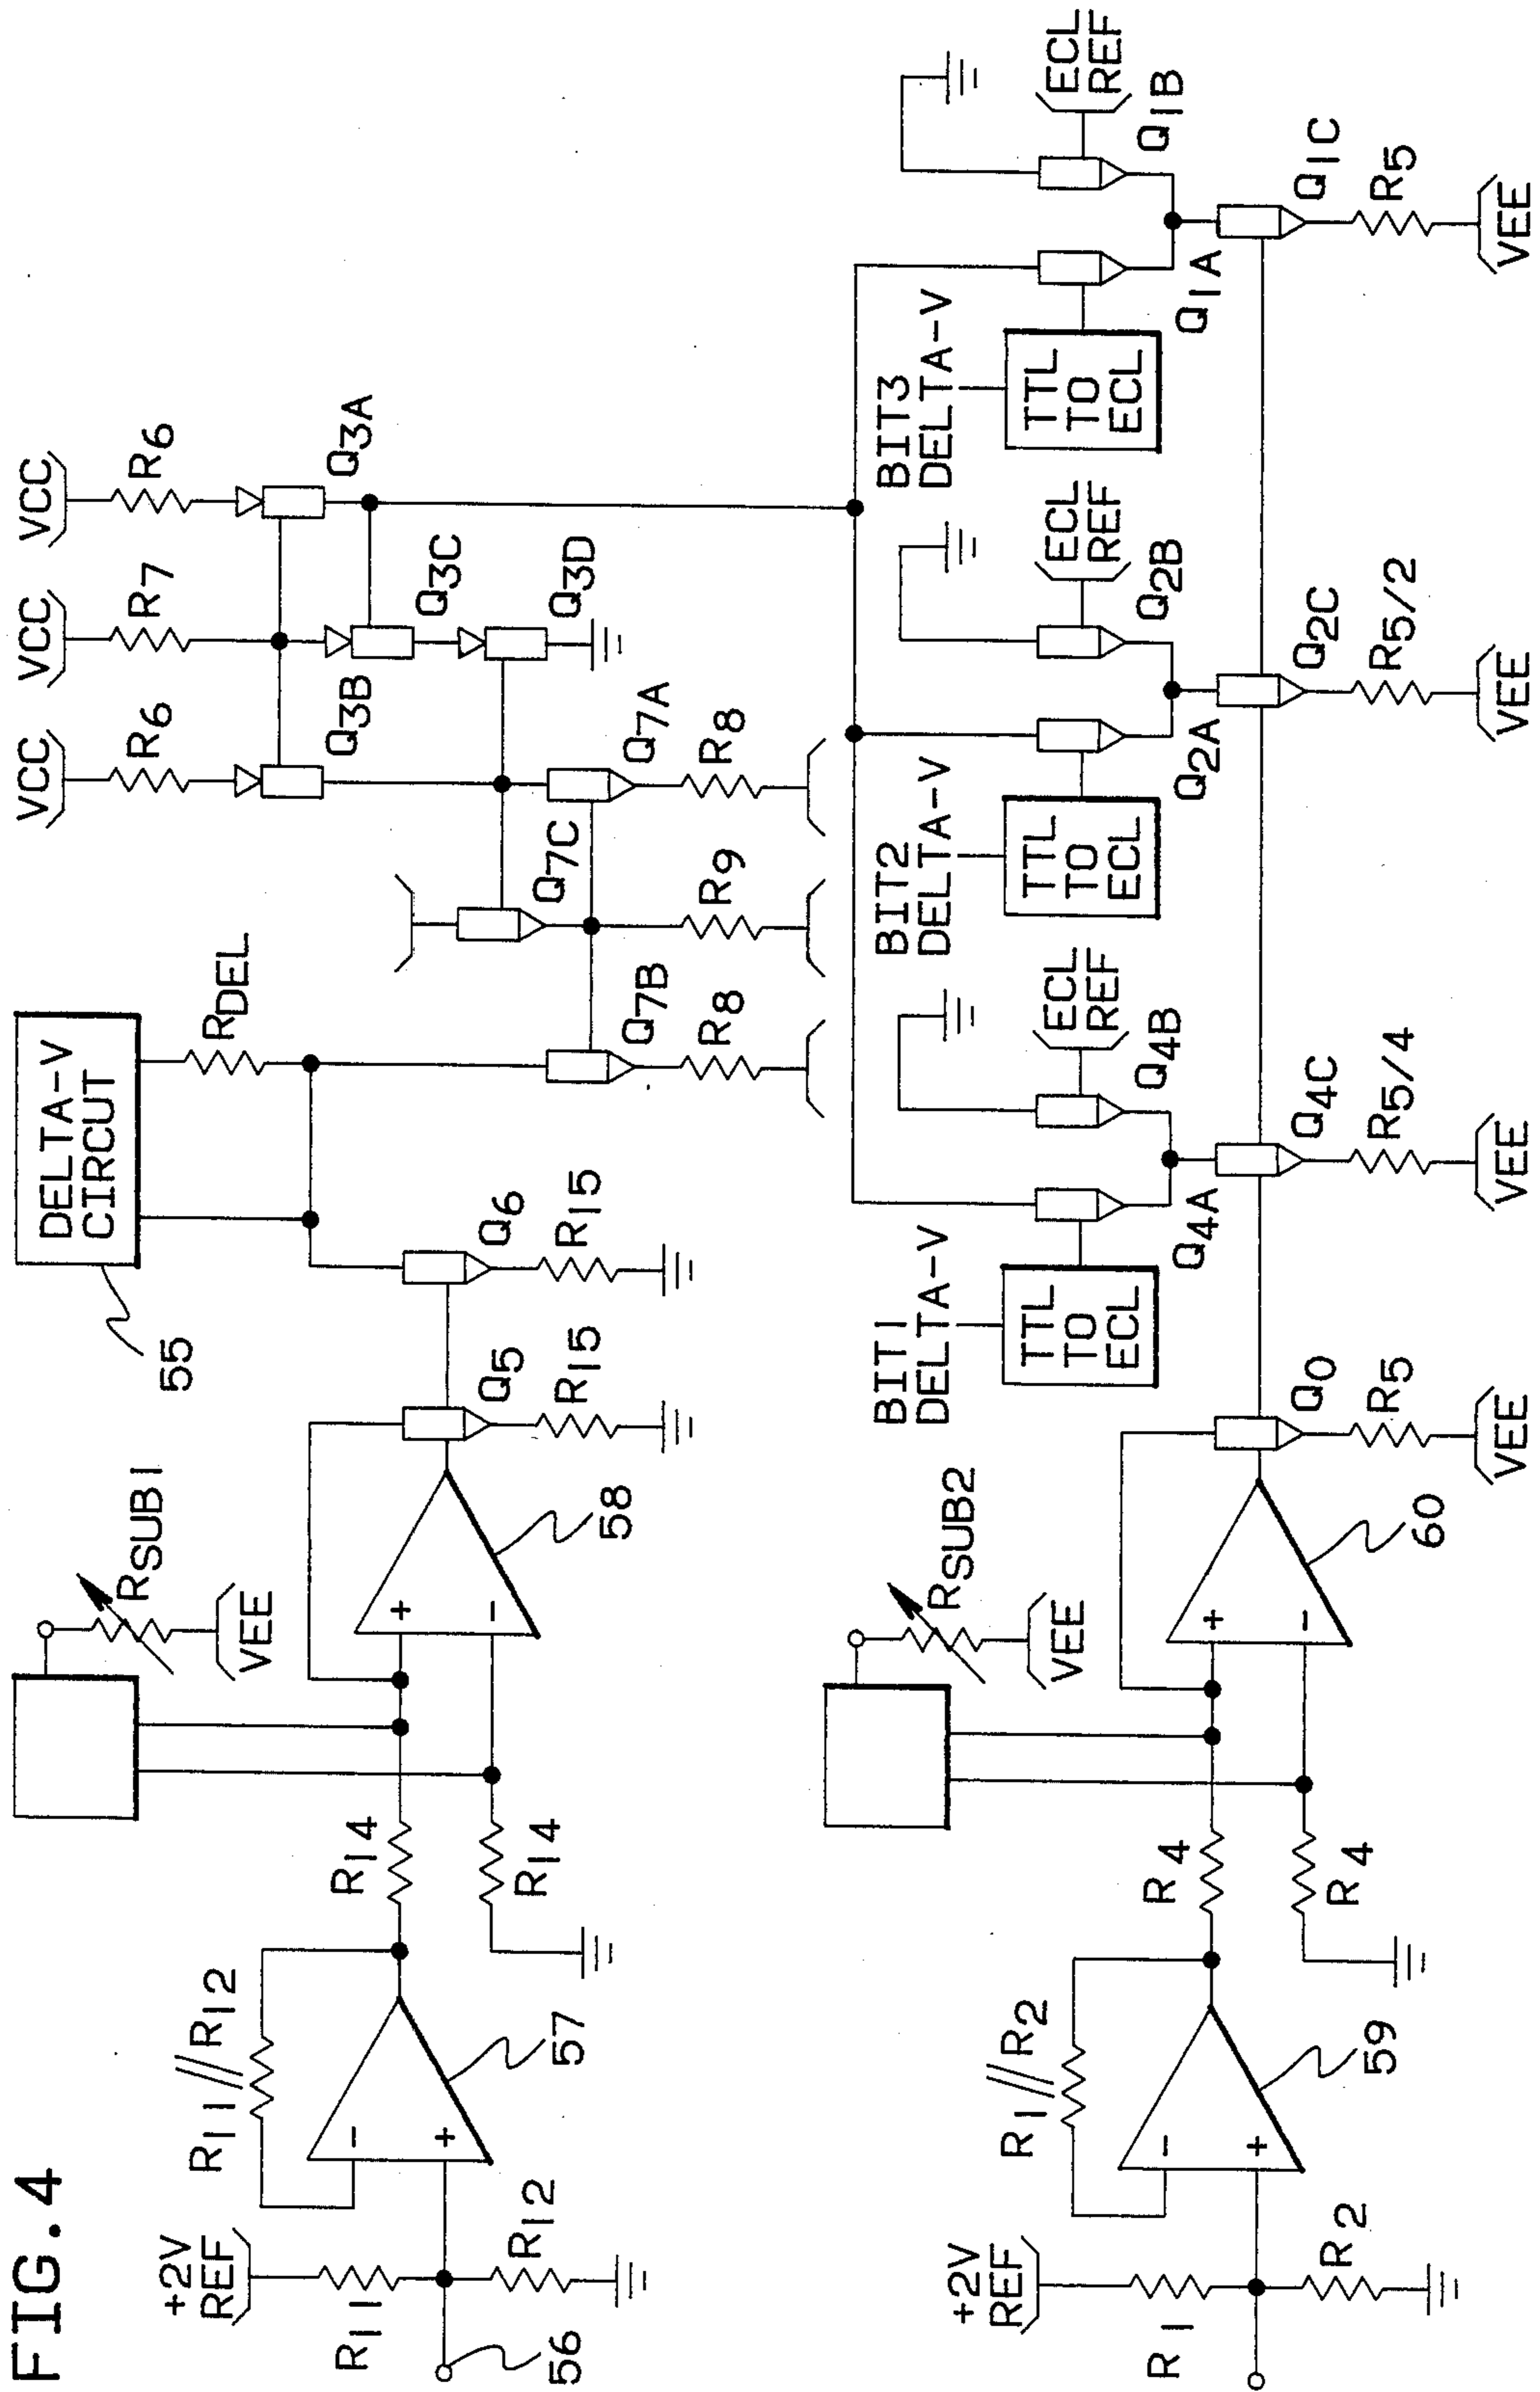 FIG.4
+2V
REF
R11
56
R12
R11//R12
57
R14
R14
RSUB1
VEE
58
Q5
R15
Q6
R15
55
DELTA-V
CIRCUT
RDEL
Q7B
R8
Q7C
R9
Q7A
R8
VCC
R6
Q3B
VCC
R7
Q3C
Q3D
VCC
R6
Q3A
+2V
REF
R1
R2
R1//R2
59
R4
R4
RSUB2
VEE
60
Q0
R5
VEE
BIT1
DELTA-V
TTL
TO
ECL
Q4A
Q4B
ECL
REF
Q4C
R5/4
VEE
BIT2
DELTA-V
TTL
TO
ECL
Q2A
Q2B
ECL
REF
Q2C
R5/2
VEE
BIT3
DELTA-V
TTL
TO
ECL
Q1A
Q1B
ECL
REF
Q1C
R5
VEE